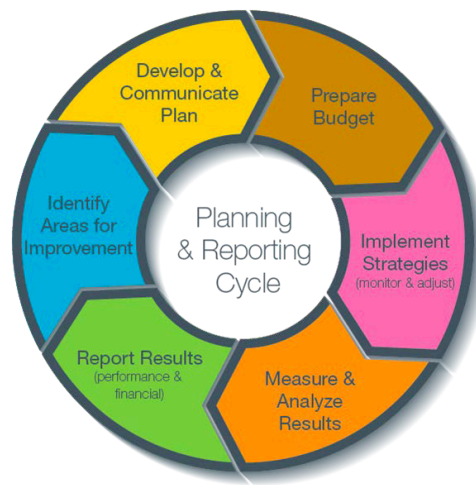 Develop &
Communicate
Plan
Prepare
Budget
Implement
Strategies
(monitor & adjust)
Measure &
Analyze
Results
Report Results
(performance &
financial)
Identify
Areas for
Improvement
Planning
& Reporting
Cycle